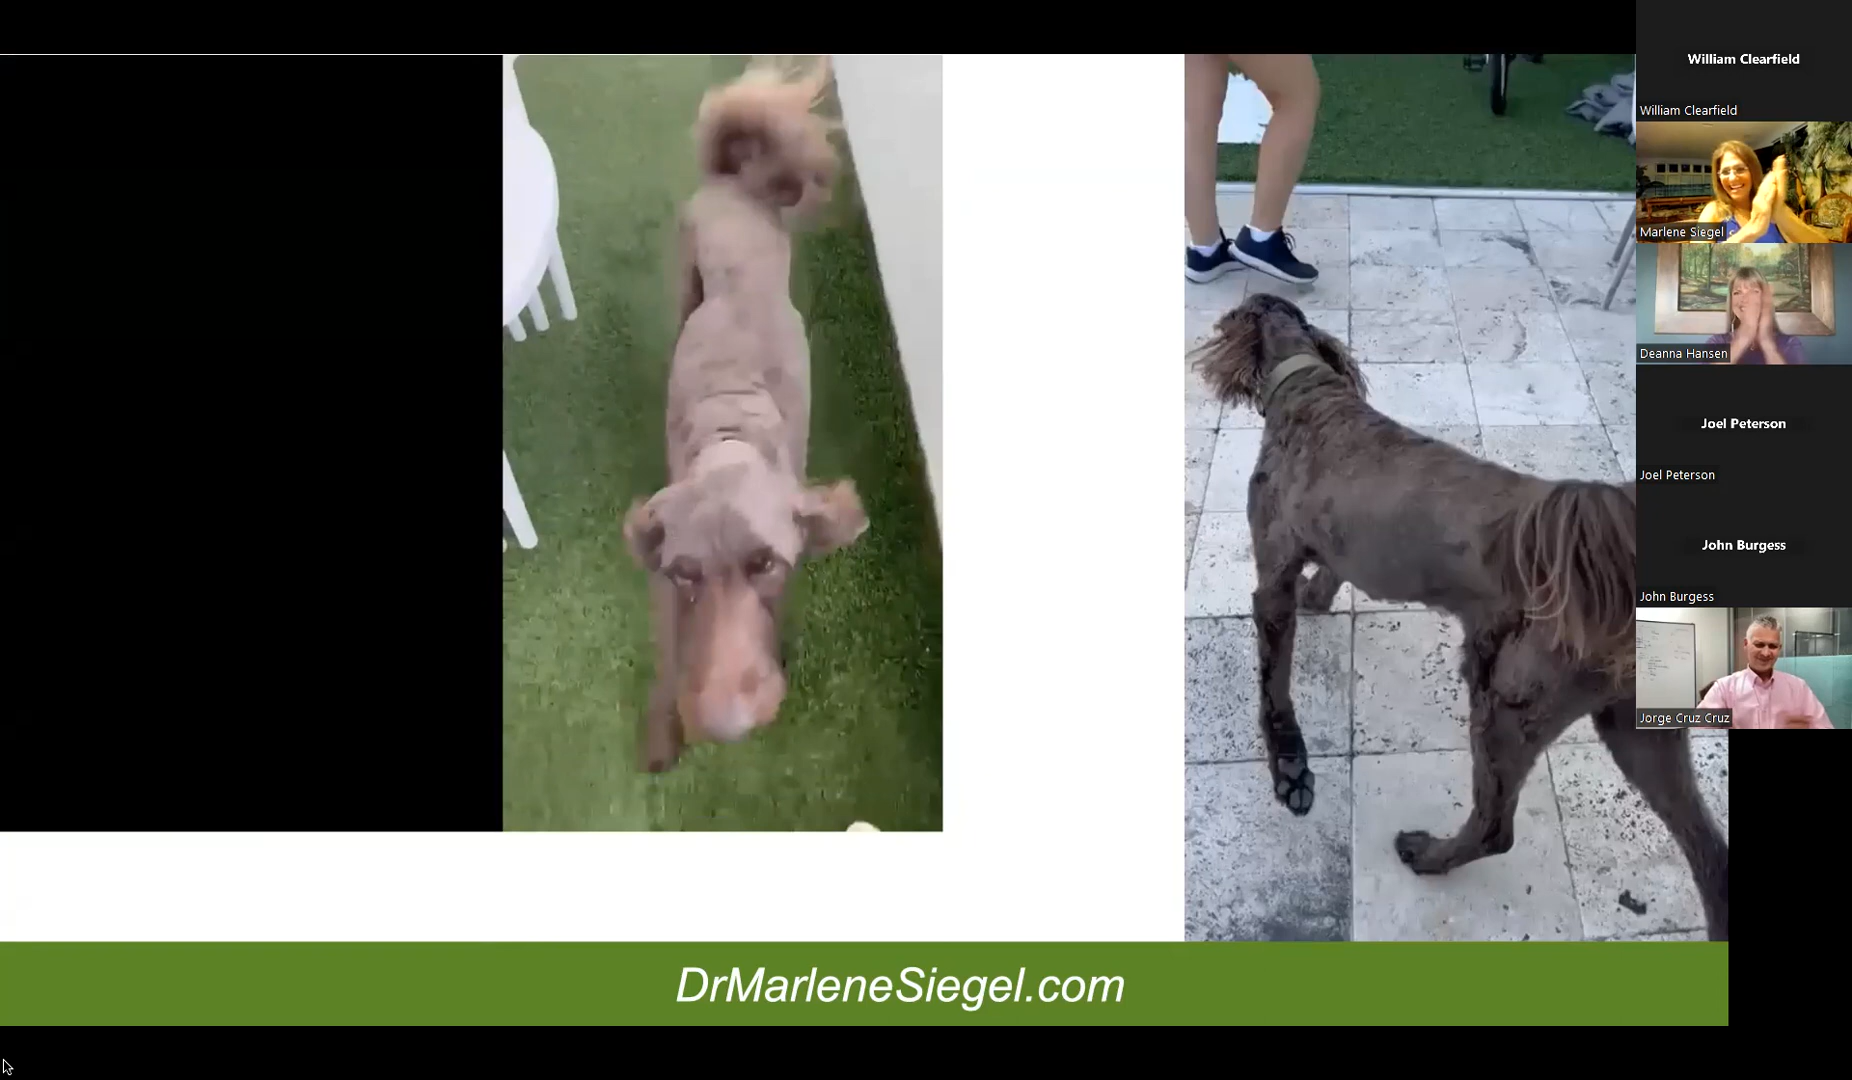 William Clearfield
William Clearfield
Marlene Siegel
Deanna Hansen
Joel Peterson
Joel Peterson
John Burgess
John Burgess
Jorge Cruz Cruz
DrMarleneSiegel.com